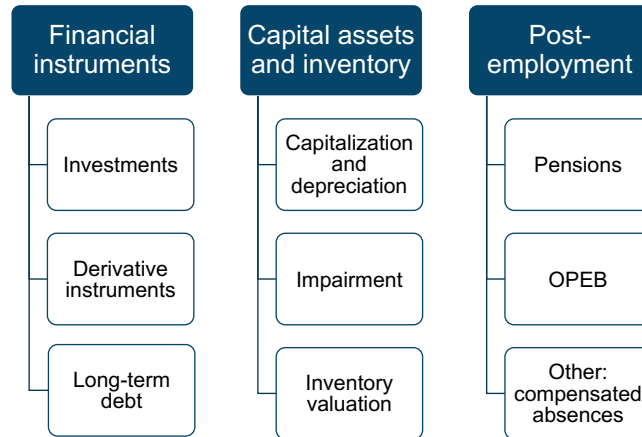 Financial
instruments
Investments
Derivative
instruments
Long-term
debt
Capital assets
and inventory
Capitalization
and
depreciation
Impairment
Inventory
valuation
Post-
employment
Pensions
OPEB
Other:
compensated
absences